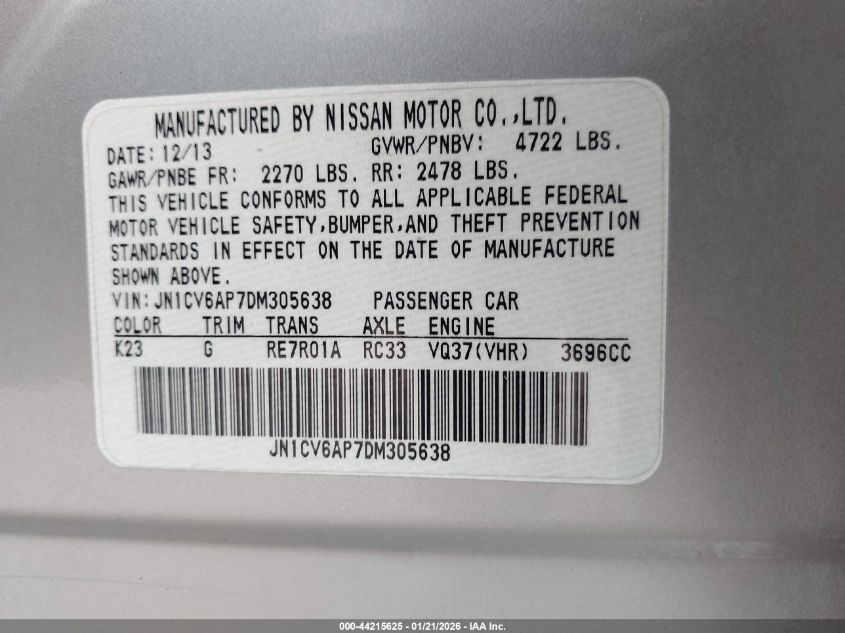 MANUFACTURED BY NISSAN MOTOR CO.,LTD.
DATE: 12/13 GVWR/PNBV: 4722 LBS.
GAWR/PNBE FR: 2270 LBS. RR: 2478 LBS.
THIS VEHICLE CONFORMS TO ALL APPLICABLE FEDERAL
MOTOR VEHICLE SAFETY,BUMPER,AND THEFT PREVENTION
STANDARDS IN EFFECT ON THE DATE OF MANUFACTURE
SHOWN ABOVE.
VIN: JN1CV6AP7DM305638 PASSENGER CAR
COLOR TRIM TRANS AXLE ENGINE
K23 G RE7R01A RC33 VQ37(VHR) 3696CC
JN1CV6AP7DM305638
000-44215625 - 01/21/2026 - IAA Inc.